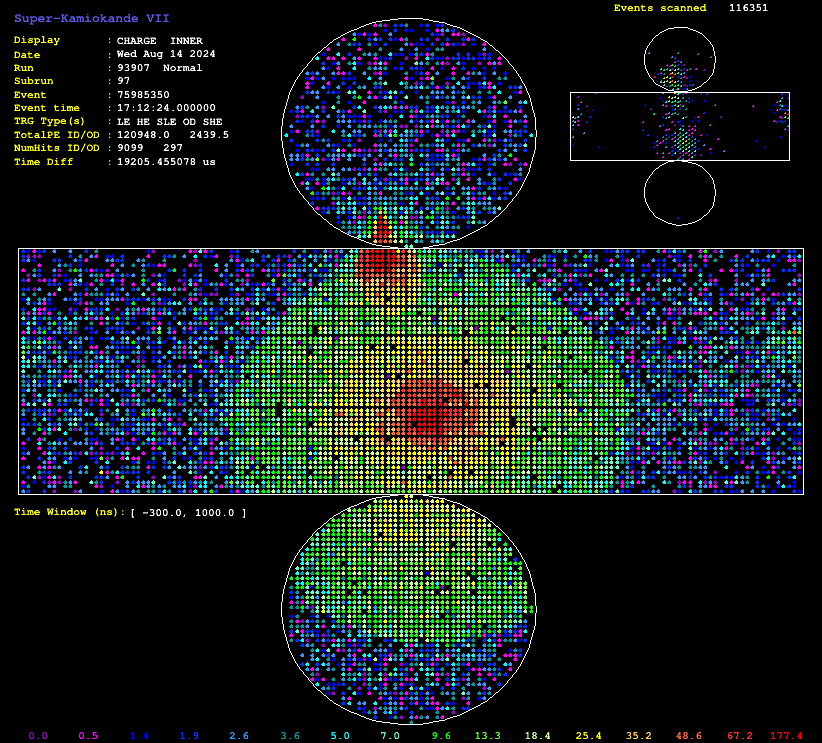 Super-Kamiokande VII
Events scanned 116351
Display : CHARGE INNER
Date : Wed Aug 14 2024
Run : 93907 Normal
Subrun : 97
Event : 75985350
Event time : 17:12:24.000000
TRG Type(s) : LE HE SLE OD SHE
TotalPE ID/OD : 120948.0 2439.5
NumHits ID/OD : 9099 297
Time Diff : 19205.455078 us
Time Window (ns): [ -300.0, 1000.0 ]
0.0 0.5 1.4 1.9 2.6 3.6 5.0 7.0 9.6 13.3 18.4 25.4 35.2 48.6 67.2 177.4